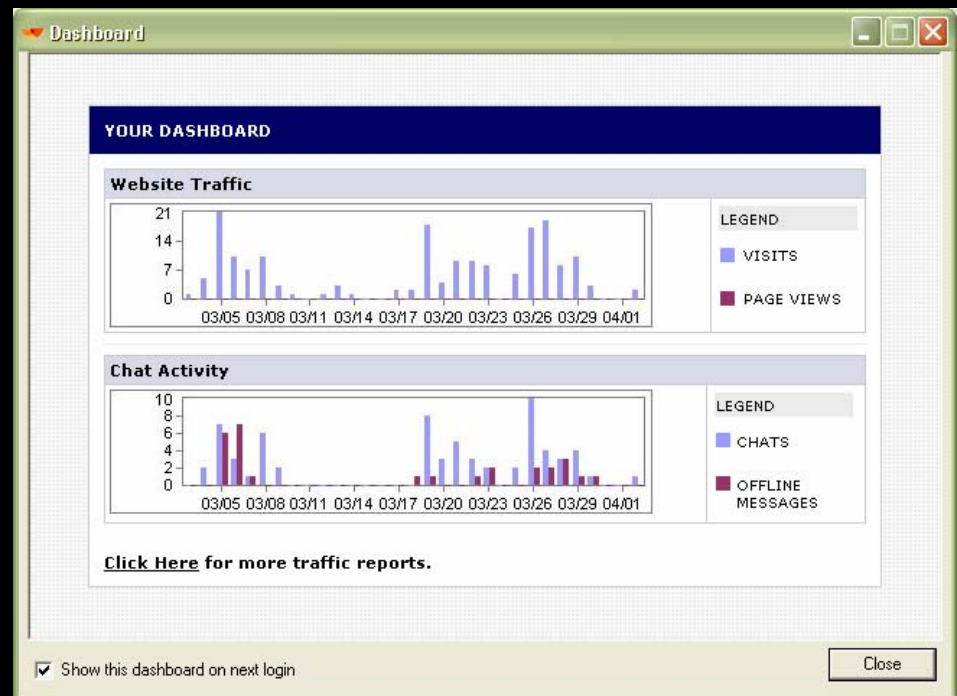 Dashboard
YOUR DASHBOARD
Website Traffic
21
14
7
0
03/05 03/08 03/11 03/14 03/17 03/20 03/23 03/26 03/29 04/01
LEGEND
VISITS
PAGE VIEWS
Chat Activity
10
8
6
4
2
0
03/05 03/08 03/11 03/14 03/17 03/20 03/23 03/26 03/29 04/01
LEGEND
CHATS
OFFLINE
MESSAGES
Click Here for more traffic reports.
Show this dashboard on next login
Close